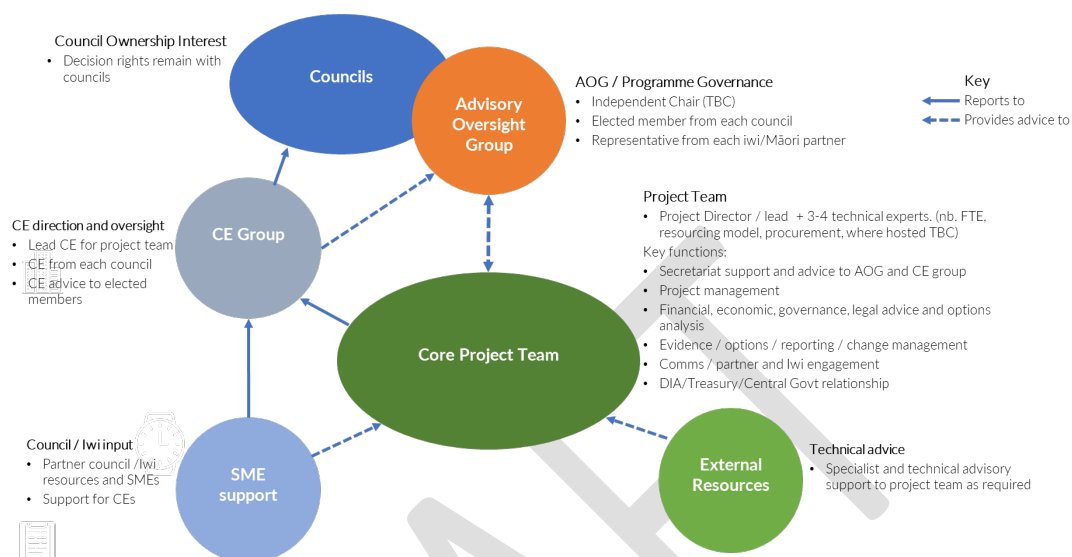 Council Ownership Interest
• Decision rights remain with
councils
Councils
Advisory
Oversight
Group
AOG / Programme Governance
• Independent Chair (TBC)
• Elected member from each council
• Representative from each iwi/Māori partner
Key
Reports to
Provides advice to
CE direction and oversight
• Lead CE for project team
• CE from each council
• CE advice to elected
members
CE Group
Project Team
• Project Director / lead + 3-4 technical experts. (nb. FTE,
resourcing model, procurement, where hosted TBC)
Key functions:
• Secretariat support and advice to AOG and CE group
• Project management
• Financial, economic, governance, legal advice and options
analysis
• Evidence / options / reporting / change management
• Comms / partner and Iwi engagement
• DIA/Treasury/Central Govt relationship
Core Project Team
Council / Iwi input
• Partner council /Iwi
resources and SMEs
• Support for CEs
SME
support
External
Resources
Technical advice
• Specialist and technical advisory
support to project team as required